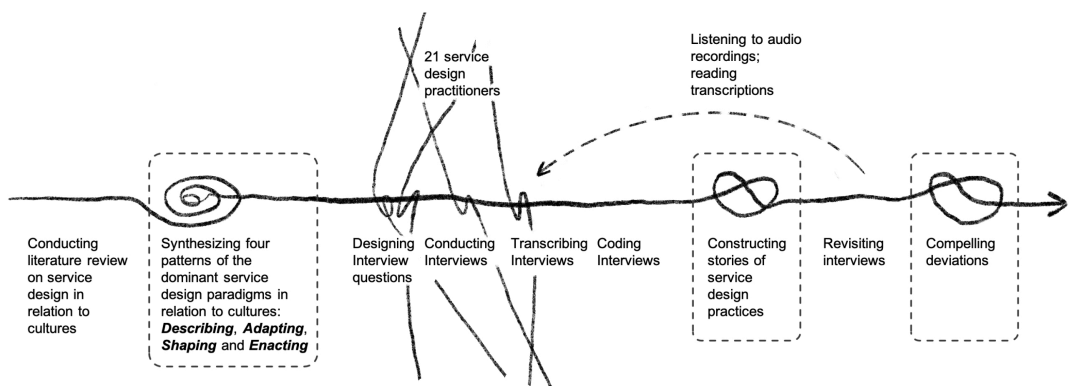 21 service
design
practitioners
Listening to audio
recordings;
reading
transcriptions
Conducting
literature review
on service
design in
relation to
cultures
Synthesizing four
patterns of the
dominant service
design paradigms in
relation to cultures:
Describing, Adapting,
Shaping and Enacting
Designing
Interview
questions
Conducting
Interviews
Transcribing
Interviews
Coding
Interviews
Constructing
stories of
service
design
practices
Revisiting
interviews
Compelling
deviations